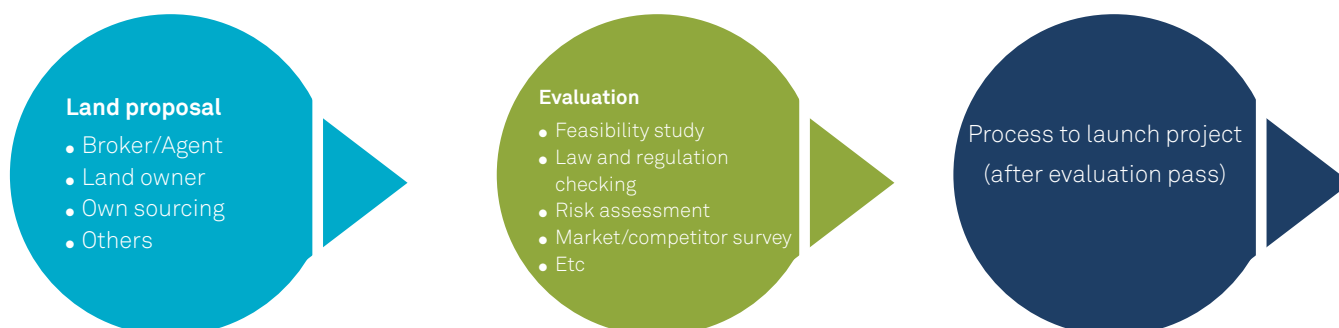 Land proposal
• Broker/Agent
• Land owner
• Own sourcing
• Others
Evaluation
• Feasibility study
• Law and regulation
checking
• Risk assessment
• Market/competitor survey
• Etc
Process to launch project
(after evaluation pass)